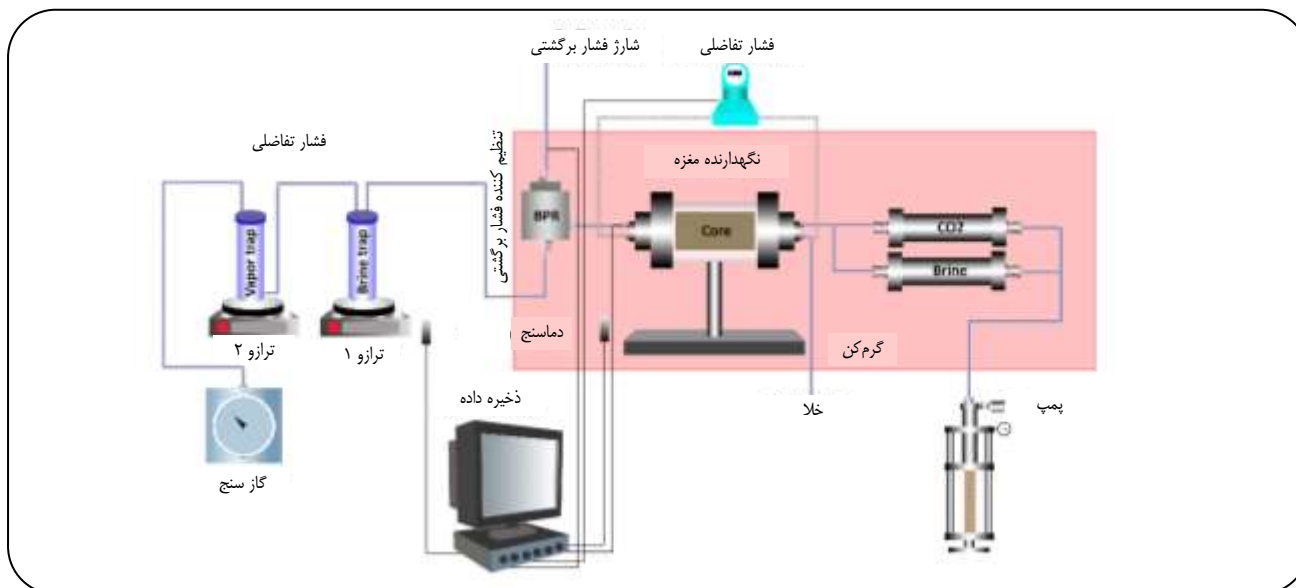 شارژ فشار برگشتی
فشار تفاضلی
فشار تفاضلی
تنظیم کننده فشار برگشتی
نگهدارنده مغزه
BPR
Core
CO2
Brine
Vapor trap
Brine trap
ترازو ۲
ترازو ۱
دماسنج
گرم‌کن
ذخیره داده
خلا
پمپ
گاز سنج